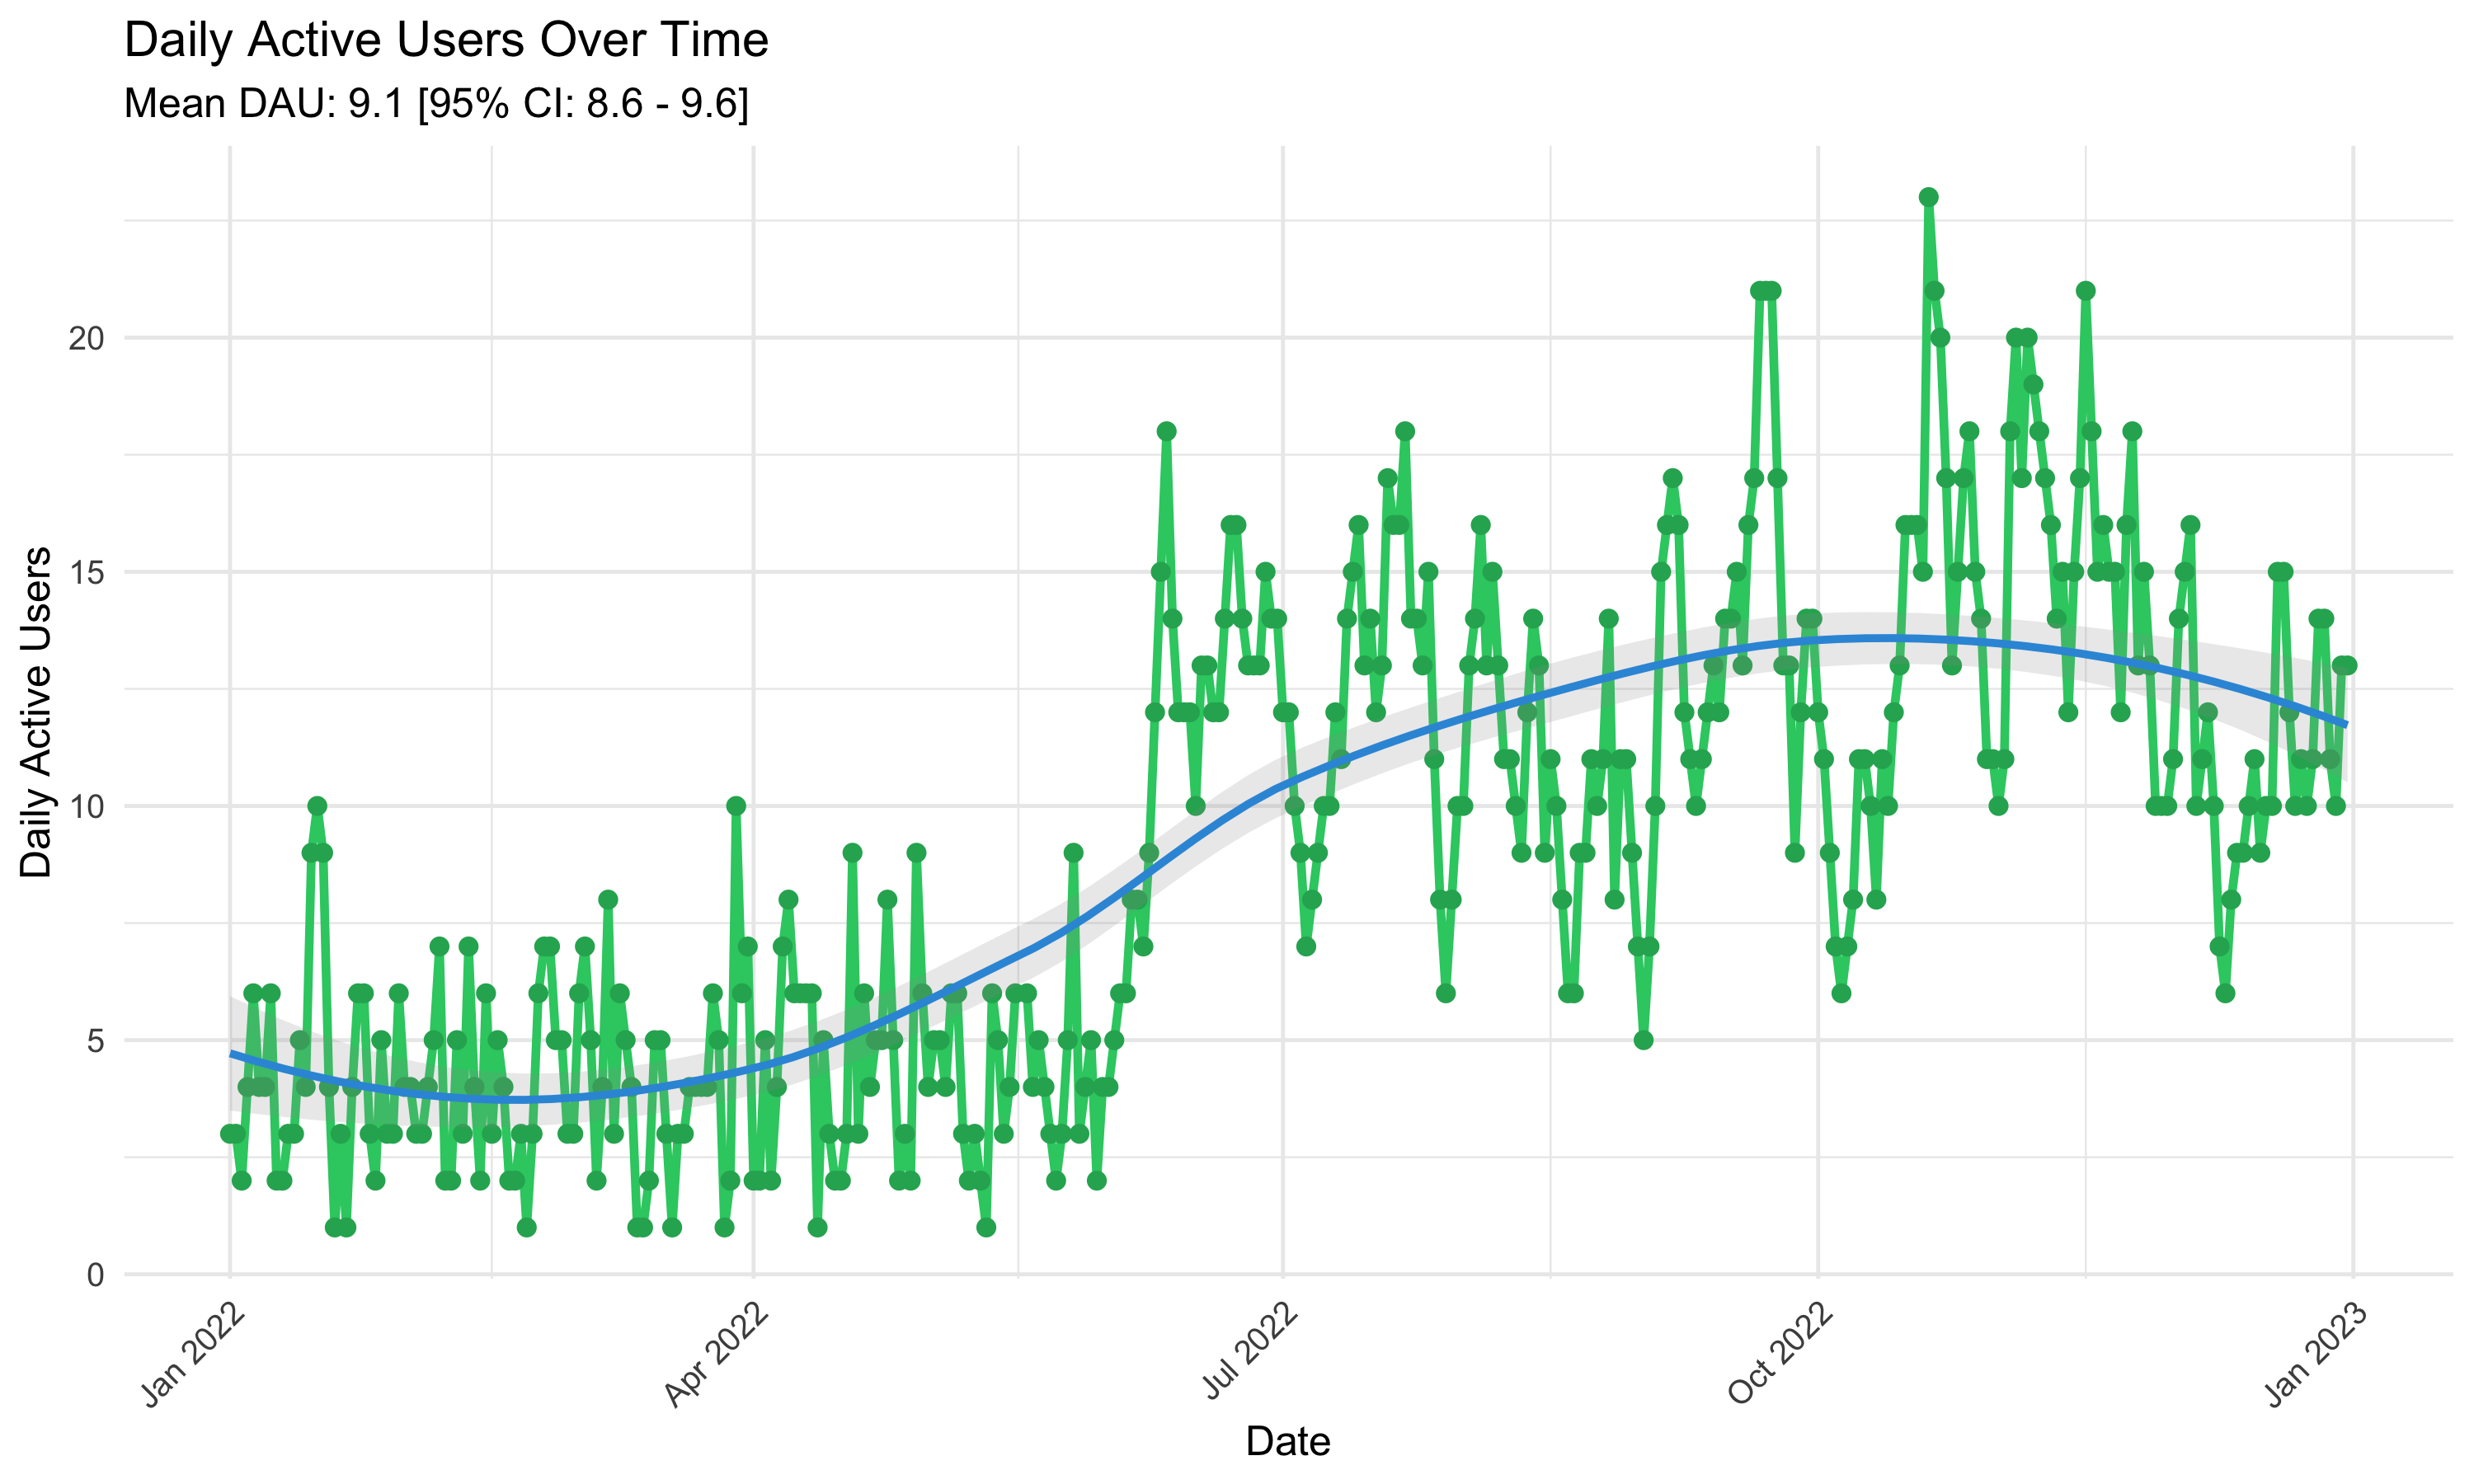 Daily Active Users Over Time
Mean DAU: 9.1 [95% CI: 8.6 - 9.6]
Daily Active Users
20
15
10
5
0
Jan 2022
Apr 2022
Jul 2022
Oct 2022
Jan 2023
Date